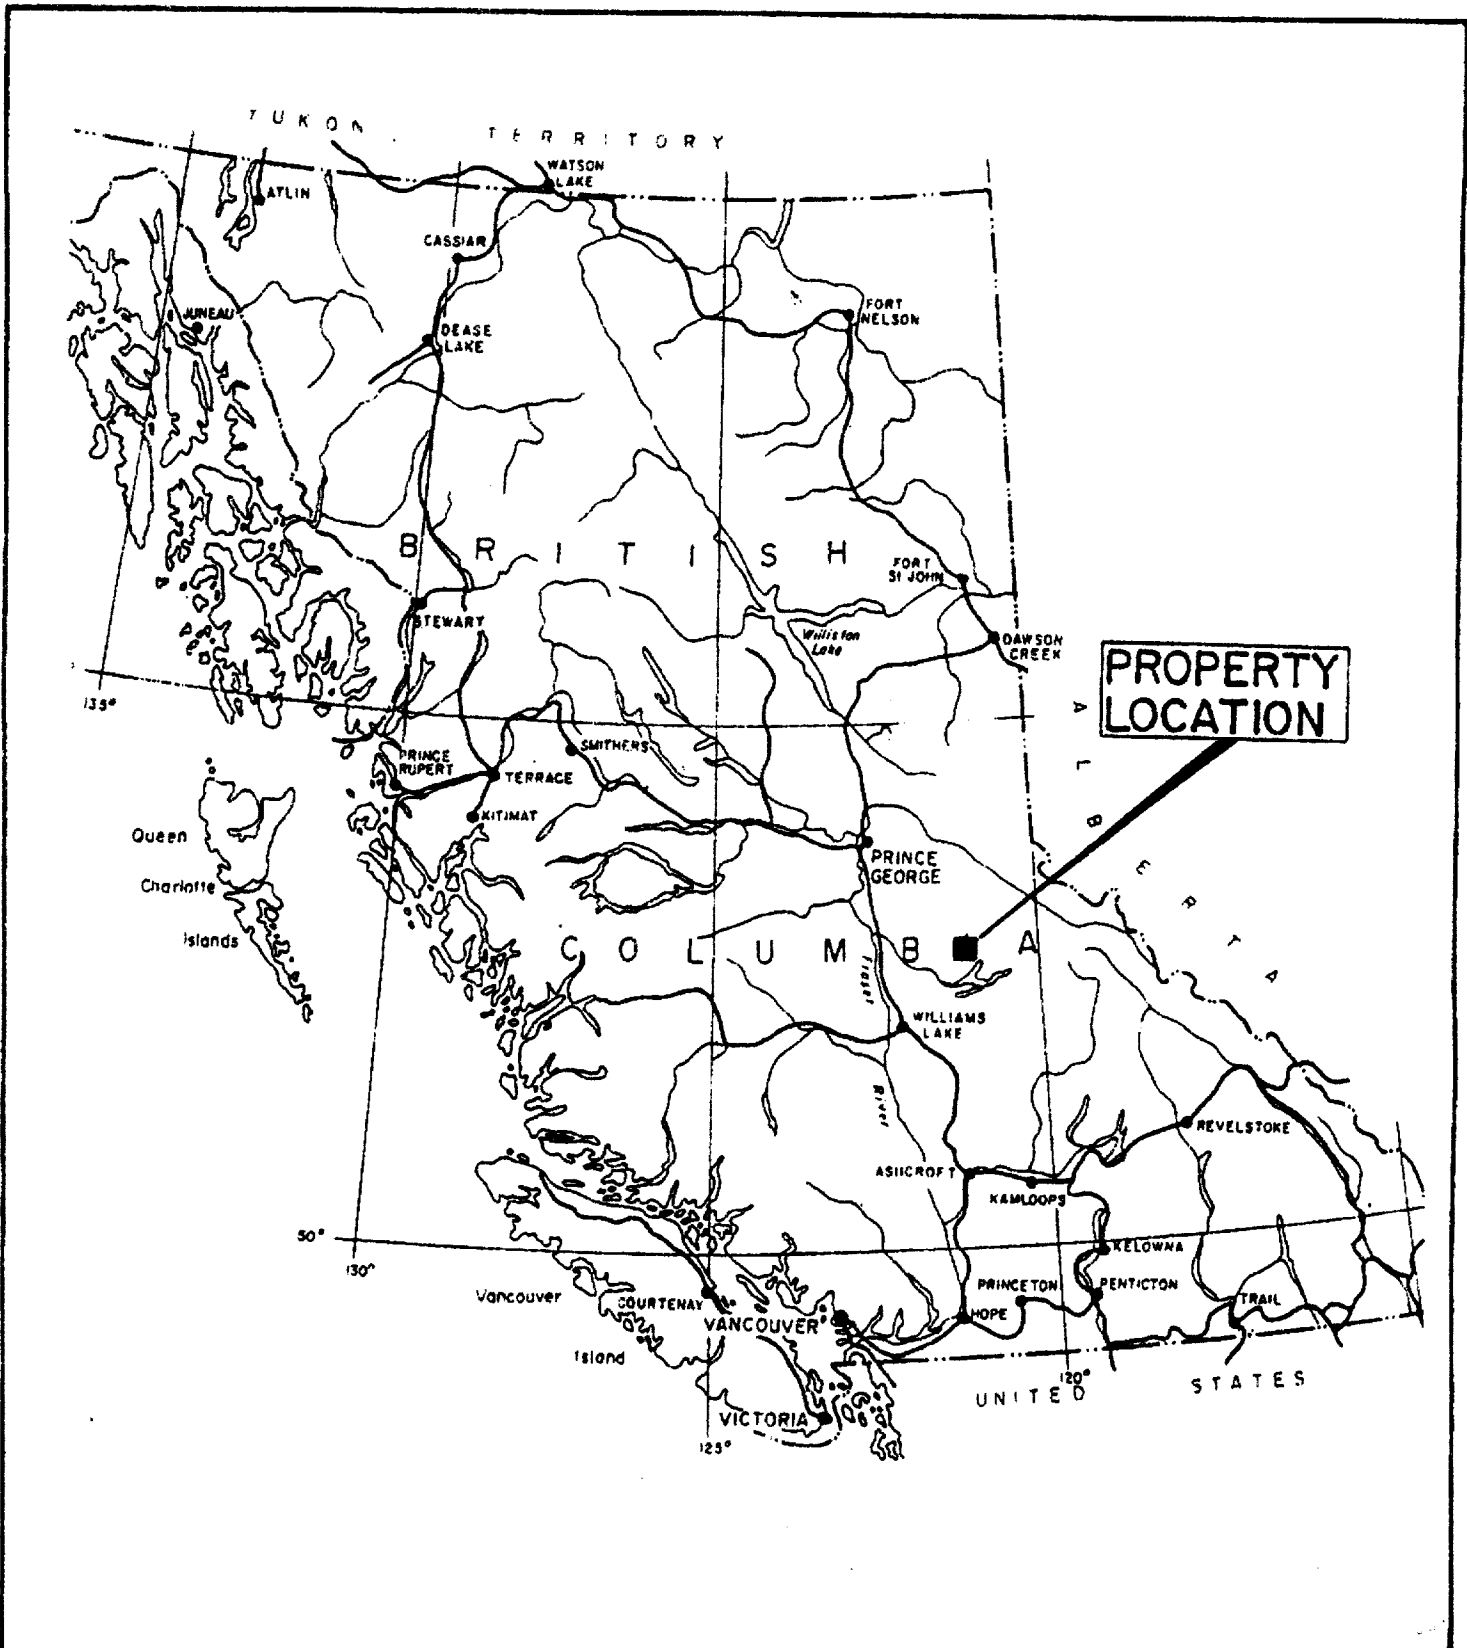 YUKON TERRITORY
WATSON
LAKE
ATLIN
CASSIAR
JUNEAU
DEASE
LAKE
FORT
NELSON
BRITISH
FORT
St JOHN
STEWART
Williston
Lake
DAWSON
CREEK
PROPERTY
LOCATION
135°
ALBERTA
PRINCE
RUPERT
SMITHERS
TERRACE
KITIMAT
Queen
Charlotte
Islands
PRINCE
GEORGE
COLUMB A
Fraser
River
WILLIAMS
LAKE
REVELSTOKE
ASHCROFT
KAMLOOPS
50°
130°
KELOWNA
Vancouver
Island
COURTENAY
PRINCETON
PENTICTON
TRAIL
VANCOUVER
HOPE
120°
UNITED STATES
VICTORIA
125°